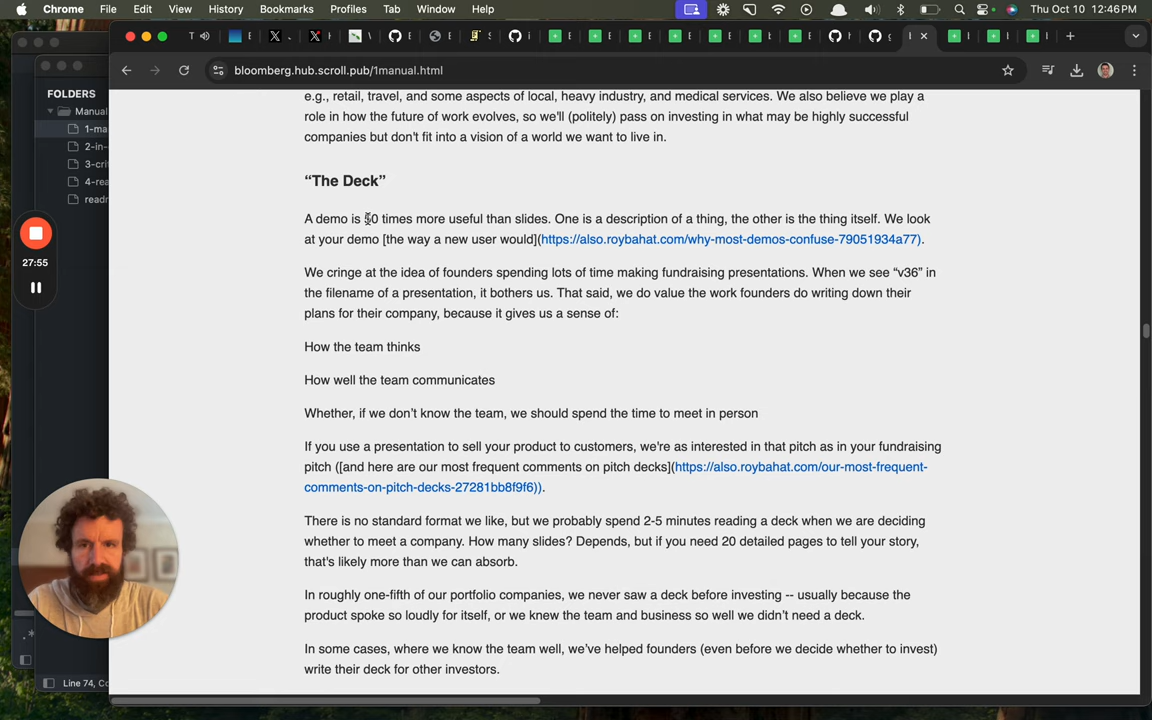 Chrome File Edit View History Bookmarks Profiles Tab Window Help Thu Oct 10 12:46 PM
bloomberg.hub.scroll.pub/1manual.html
FOLDERS
Manual
1-ma
2-in-
3-crit
4-rea
readr
27:55
Line 74, Co
e.g., retail, travel, and some aspects of local, heavy industry, and medical services. We also believe we play a
role in how the future of work evolves, so we'll (politely) pass on investing in what may be highly successful
companies but don't fit into a vision of a world we want to live in.
“The Deck”
A demo is 50 times more useful than slides. One is a description of a thing, the other is the thing itself. We look
at your demo [the way a new user would](https://also.roybahat.com/why-most-demos-confuse-79051934a77).
We cringe at the idea of founders spending lots of time making fundraising presentations. When we see “v36” in
the filename of a presentation, it bothers us. That said, we do value the work founders do writing down their
plans for their company, because it gives us a sense of:
How the team thinks
How well the team communicates
Whether, if we don’t know the team, we should spend the time to meet in person
If you use a presentation to sell your product to customers, we're as interested in that pitch as in your fundraising
pitch ([and here are our most frequent comments on pitch decks](https://also.roybahat.com/our-most-frequent-
comments-on-pitch-decks-27281bb8f9f6)).
There is no standard format we like, but we probably spend 2-5 minutes reading a deck when we are deciding
whether to meet a company. How many slides? Depends, but if you need 20 detailed pages to tell your story,
that's likely more than we can absorb.
In roughly one-fifth of our portfolio companies, we never saw a deck before investing -- usually because the
product spoke so loudly for itself, or we knew the team and business so well we didn’t need a deck.
In some cases, where we know the team well, we’ve helped founders (even before we decide whether to invest)
write their deck for other investors.